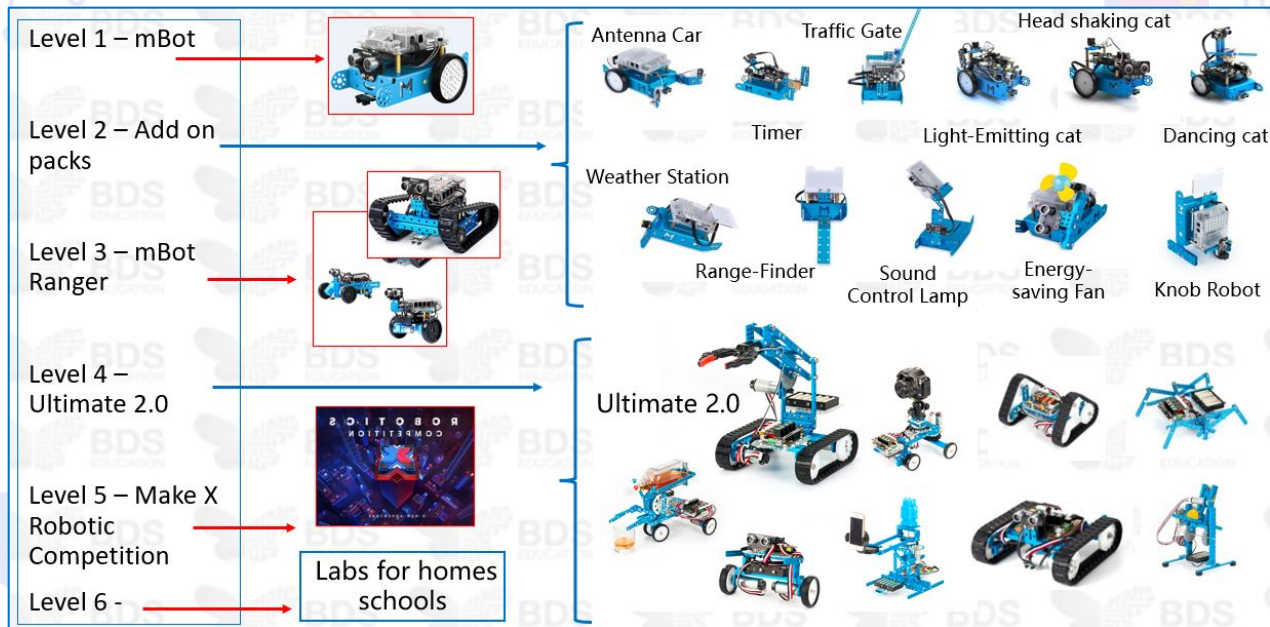 Level 1 – mBot
Level 2 – Add on
packs
Level 3 – mBot
Ranger
Level 4 –
Ultimate 2.0
Level 5 – Make X
Robotic
Competition
Level 6 -
ROBOTICS
COMPETITION
Labs for homes
schools
Antenna Car
Traffic Gate
Head shaking cat
Timer
Light-Emitting cat
Dancing cat
Weather Station
Range-Finder
Sound
Control Lamp
Energy-
saving Fan
Knob Robot
Ultimate 2.0
BDS
EDUCATION